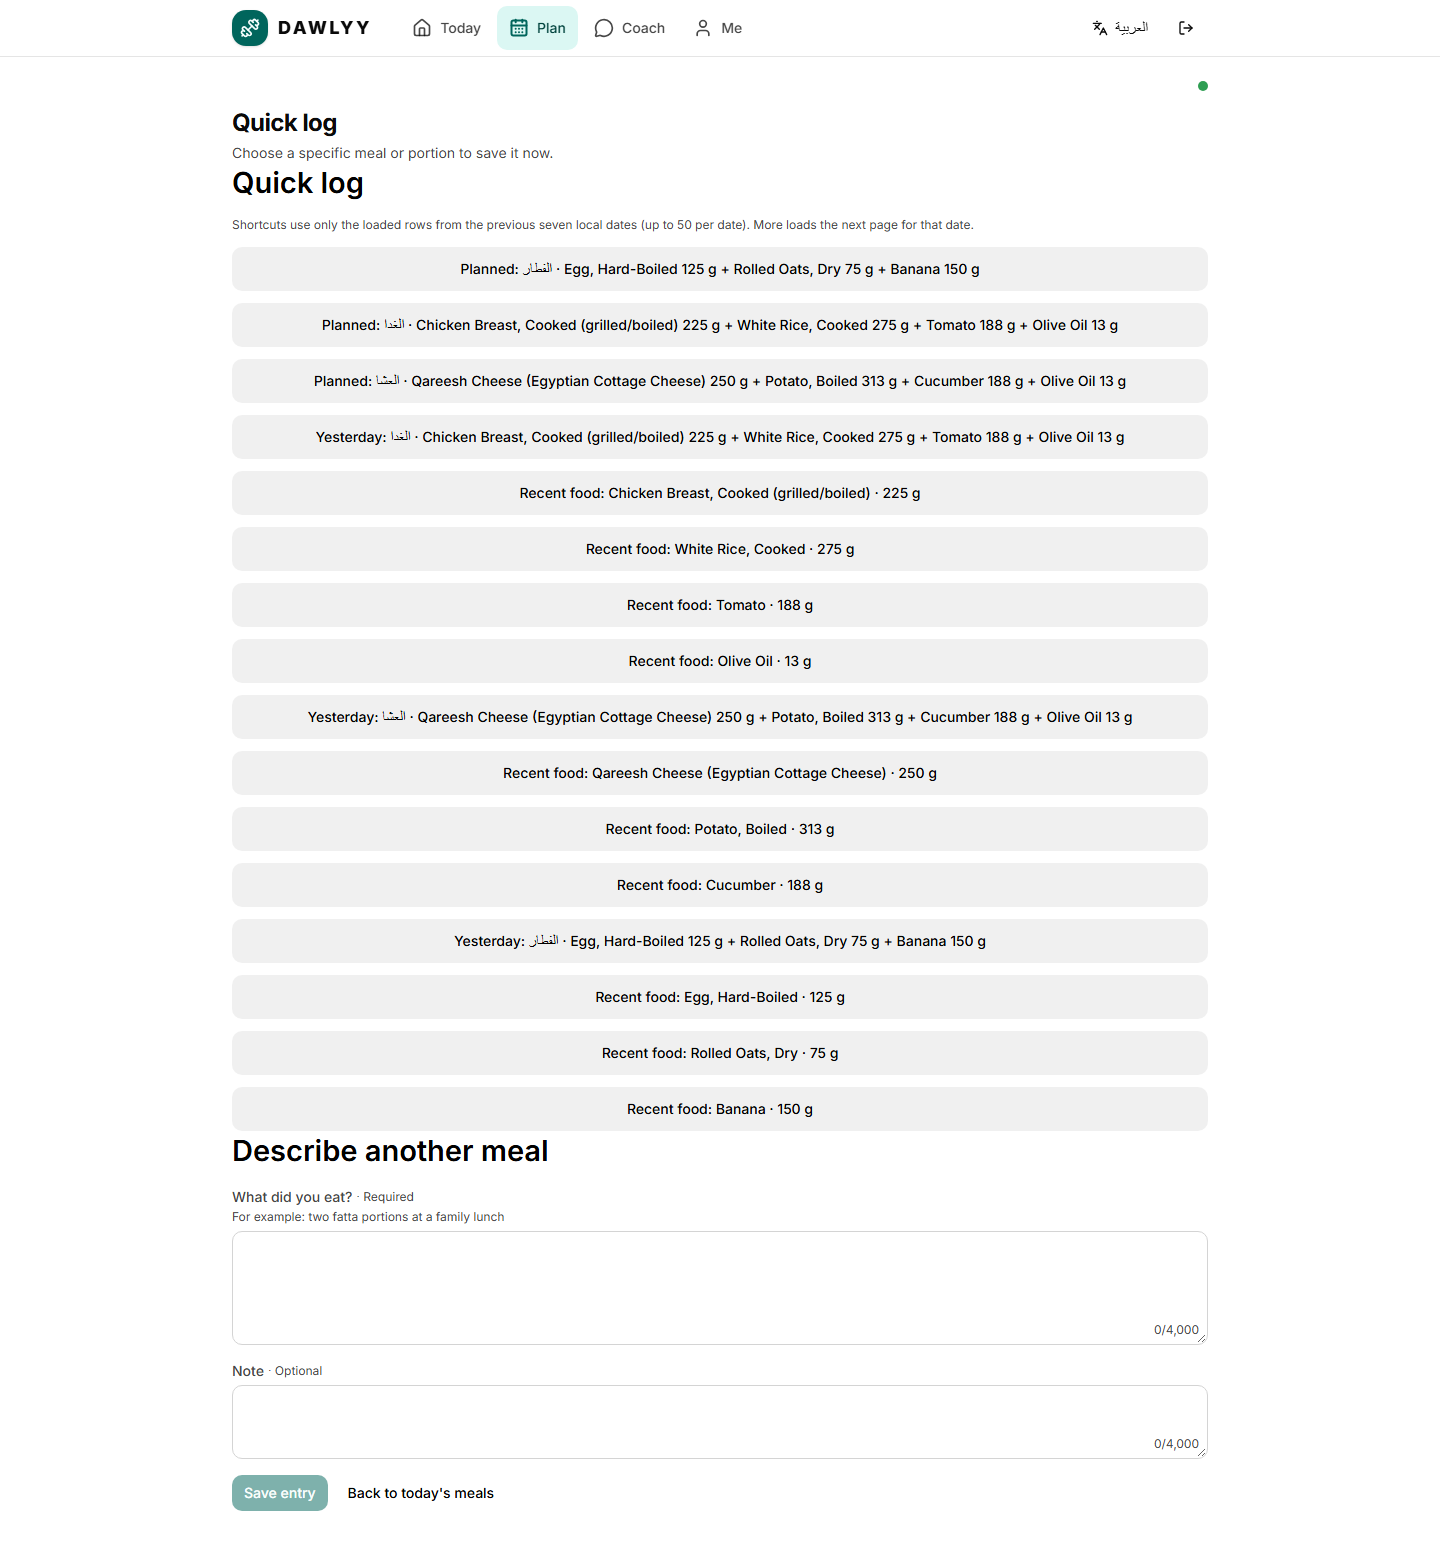 DAWLYY
Today
Plan
Coach
Me
العربية
Quick log
Choose a specific meal or portion to save it now.
Quick log
Shortcuts use only the loaded rows from the previous seven local dates (up to 50 per date). More loads the next page for that date.
Planned: الفطار · Egg, Hard-Boiled 125 g + Rolled Oats, Dry 75 g + Banana 150 g
Planned: الغدا · Chicken Breast, Cooked (grilled/boiled) 225 g + White Rice, Cooked 275 g + Tomato 188 g + Olive Oil 13 g
Planned: العشا · Qareesh Cheese (Egyptian Cottage Cheese) 250 g + Potato, Boiled 313 g + Cucumber 188 g + Olive Oil 13 g
Yesterday: الغدا · Chicken Breast, Cooked (grilled/boiled) 225 g + White Rice, Cooked 275 g + Tomato 188 g + Olive Oil 13 g
Recent food: Chicken Breast, Cooked (grilled/boiled) · 225 g
Recent food: White Rice, Cooked · 275 g
Recent food: Tomato · 188 g
Recent food: Olive Oil · 13 g
Yesterday: العشا · Qareesh Cheese (Egyptian Cottage Cheese) 250 g + Potato, Boiled 313 g + Cucumber 188 g + Olive Oil 13 g
Recent food: Qareesh Cheese (Egyptian Cottage Cheese) · 250 g
Recent food: Potato, Boiled · 313 g
Recent food: Cucumber · 188 g
Yesterday: الفطار · Egg, Hard-Boiled 125 g + Rolled Oats, Dry 75 g + Banana 150 g
Recent food: Egg, Hard-Boiled · 125 g
Recent food: Rolled Oats, Dry · 75 g
Recent food: Banana · 150 g
Describe another meal
What did you eat? · Required
For example: two fatta portions at a family lunch
0/4,000
Note · Optional
0/4,000
Save entry
Back to today's meals